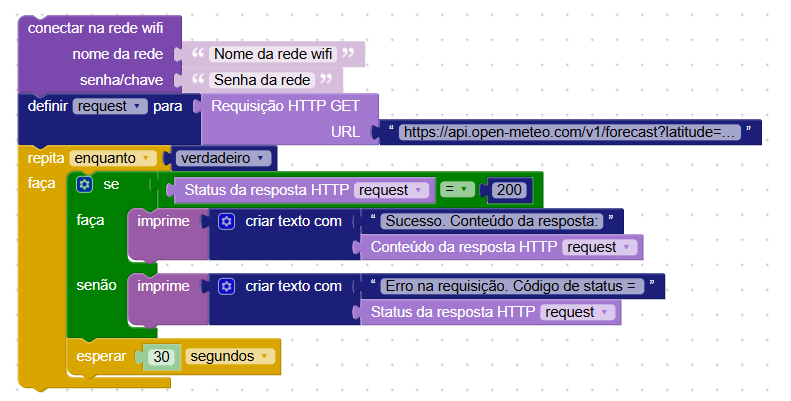 conectar na rede wifi
nome da rede “ Nome da rede wifi ”
senha/chave “ Senha da rede ”
definir request para Requisição HTTP GET
URL “ https://api.open-meteo.com/v1/forecast?latitude=... ”
repita enquanto verdadeiro
faça se Status da resposta HTTP request = 200
faça imprime criar texto com “ Sucesso. Conteúdo da resposta: ”
Conteúdo da resposta HTTP request
senão imprime criar texto com “ Erro na requisição. Código de status = ”
Status da resposta HTTP request
esperar 30 segundos